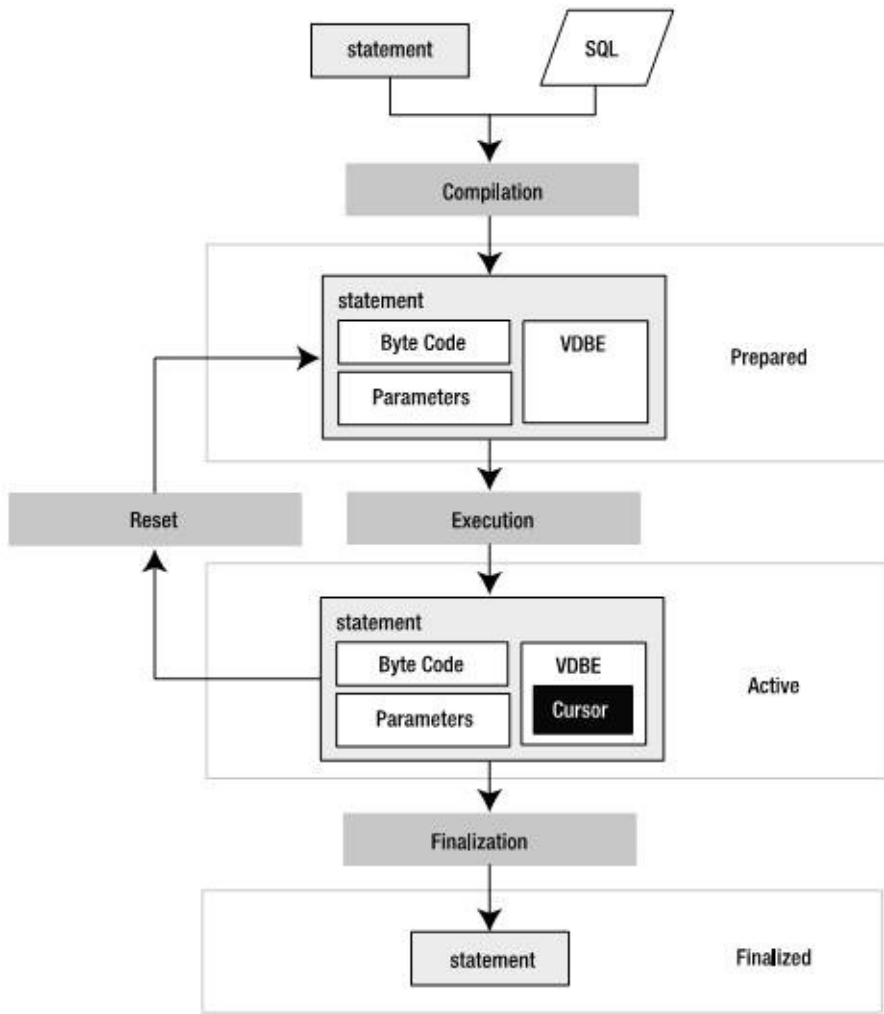 statement
SQL
Compilation
statement
Byte Code
VDBE
Parameters
Prepared
Reset
Execution
statement
Byte Code
VDBE
Parameters
Cursor
Active
Finalization
statement
Finalized